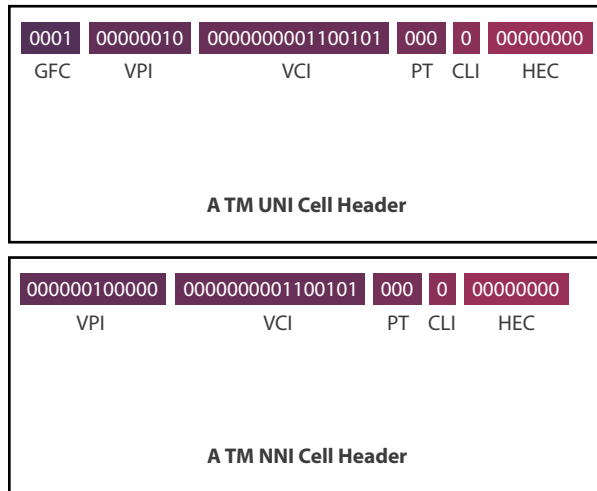 0001 00000010 0000000001100101 000 0 00000000
GFC VPI VCI PT CLI HEC
A TM UNI Cell Header
000000100000 0000000001100101 000 0 00000000
VPI VCI PT CLI HEC
A TM NNI Cell Header